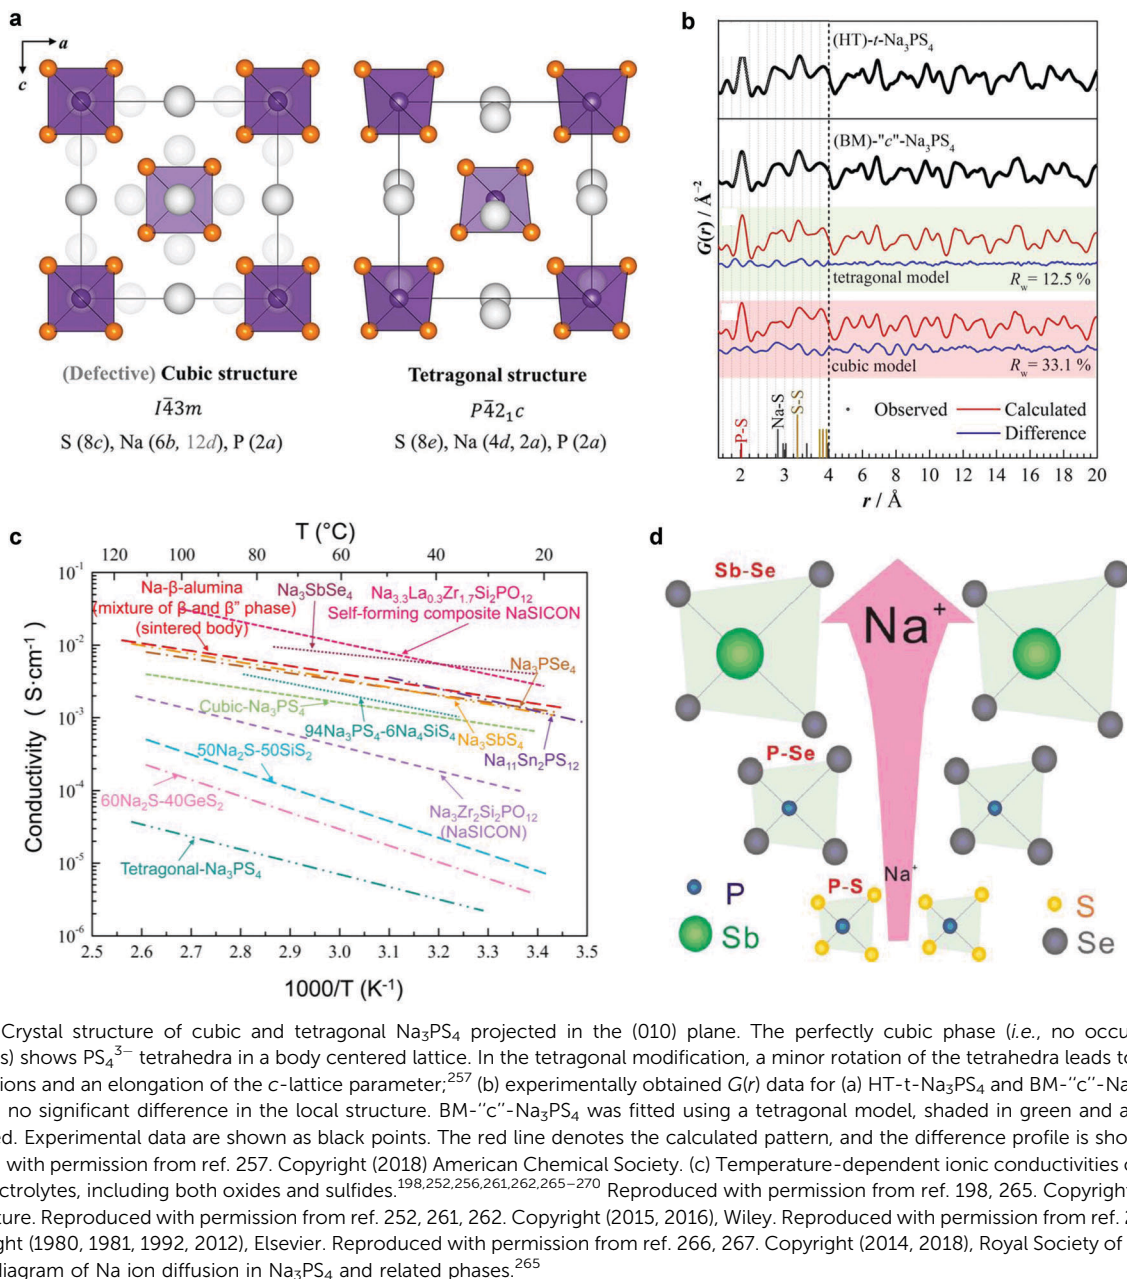 a
a
c
(Defective) Cubic structure
I4̅3m
S (8c), Na (6b, 12d), P (2a)
Tetragonal structure
P4̅2₁c
S (8e), Na (4d, 2a), P (2a)
b
(HT)-t-Na₃PS₄
(BM)-"c"-Na₃PS₄
G(r) / Å⁻²
tetragonal model R_w = 12.5 %
cubic model R_w = 33.1 %
P-S
Na-S
S-S
Observed Calculated
Difference
2 3 4 6 8 10 12 14 16 18 20
r / Å
c
T (°C)
120 100 80 60 40 20
10⁻¹
10⁻²
10⁻³
10⁻⁴
10⁻⁵
10⁻⁶
Conductivity ( S·cm⁻¹)
Na-β-alumina
(mixture of β and β" phase)
(sintered body)
Na₃SbSe₄
Na₃.₃La₀.₃Zr₁.₇Si₂PO₁₂
Self-forming composite NaSICON
Na₃PSe₄
Cubic-Na₃PS₄
94Na₃PS₄-6Na₄SiS₄
Na₃SbS₄
Na₁₁Sn₂PS₁₂
50Na₂S-50SiS₂
60Na₂S-40GeS₂
Na₃Zr₂Si₂PO₁₂
(NaSICON)
Tetragonal-Na₃PS₄
2.5 2.6 2.7 2.8 2.9 3.0 3.1 3.2 3.3 3.4 3.5
1000/T (K⁻¹)
d
Sb-Se
Na⁺
P-Se
Na⁺
P-S
P
Sb
S
Se
Crystal structure of cubic and tetragonal Na₃PS₄ projected in the (010) plane. The perfectly cubic phase (i.e., no occu
s) shows PS₄³⁻ tetrahedra in a body centered lattice. In the tetragonal modification, a minor rotation of the tetrahedra leads to
ions and an elongation of the c-lattice parameter;²⁵⁷ (b) experimentally obtained G(r) data for (a) HT-t-Na₃PS₄ and BM-"c"-Na
no significant difference in the local structure. BM-"c"-Na₃PS₄ was fitted using a tetragonal model, shaded in green and a
ed. Experimental data are shown as black points. The red line denotes the calculated pattern, and the difference profile is sho
with permission from ref. 257. Copyright (2018) American Chemical Society. (c) Temperature-dependent ionic conductivities o
ectrolytes, including both oxides and sulfides.¹⁹⁸,²⁵²,²⁵⁶,²⁶¹,²⁶²,²⁶⁵⁻²⁷⁰ Reproduced with permission from ref. 198, 265. Copyright
ture. Reproduced with permission from ref. 252, 261, 262. Copyright (2015, 2016), Wiley. Reproduced with permission from ref. 2
ght (1980, 1981, 1992, 2012), Elsevier. Reproduced with permission from ref. 266, 267. Copyright (2014, 2018), Royal Society of
diagram of Na ion diffusion in Na₃PS₄ and related phases.²⁶⁵